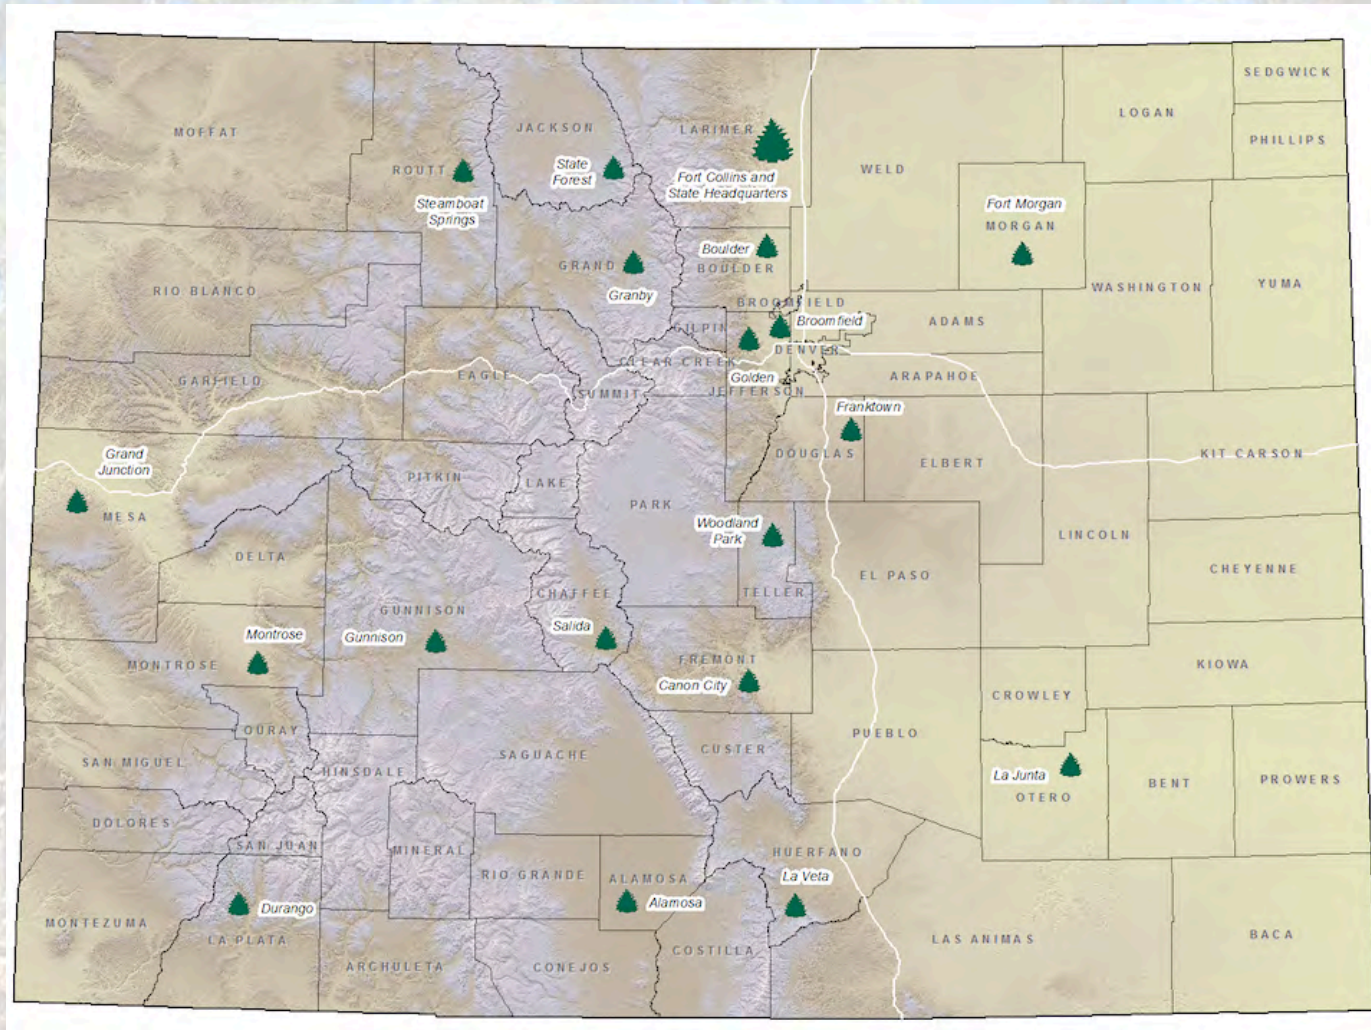 SEDGWICK
LOGAN
MOFFAT
JACKSON
LARIMER
PHILLIPS
ROUTT
State
Forest
Fort Collins and
State Headquarters
WELD
Steamboat
Springs
Fort Morgan
MORGAN
Boulder
BOULDER
GRAND
Granby
RIO BLANCO
WASHINGTON
YUMA
BROOMFIELD
Broomfield
ADAMS
GILPIN
DENVER
CLEAR CREEK
Golden
JEFFERSON
ARAPAHOE
GARFIELD
EAGLE
SUMMIT
Franktown
DOUGLAS
ELBERT
KIT CARSON
Grand
Junction
MESA
PITKIN
LAKE
PARK
Woodland
Park
LINCOLN
DELTA
EL PASO
CHEYENNE
TELLER
CHAFFEE
GUNNISON
Montrose
Gunnison
Salida
MONTROSE
FREMONT
Canon City
KIOWA
CROWLEY
OURAY
PUEBLO
CUSTER
SAGUACHE
SAN MIGUEL
HINSDALE
La Junta
OTERO
BENT
PROWERS
DOLORES
SAN JUAN
MINERAL
HUERFANO
RIO GRANDE
ALAMOSA
La Veta
Alamosa
Durango
MONTEZUMA
LA PLATA
LAS ANIMAS
BACA
COSTILLA
ARCHULETA
CONEJOS